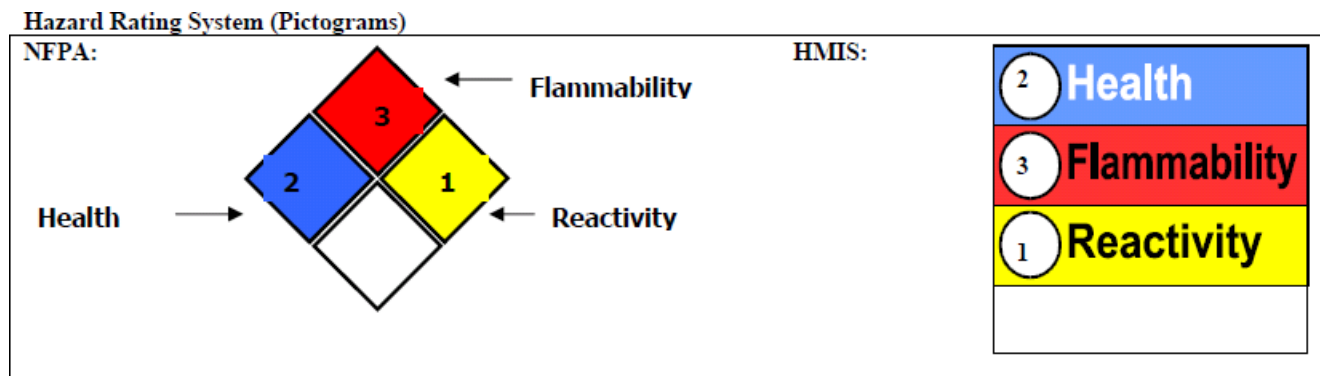 Hazard Rating System (Pictograms)
NFPA:
HMIS:
3
Flammability
2
1
Health
Reactivity
2 Health
3 Flammability
1 Reactivity